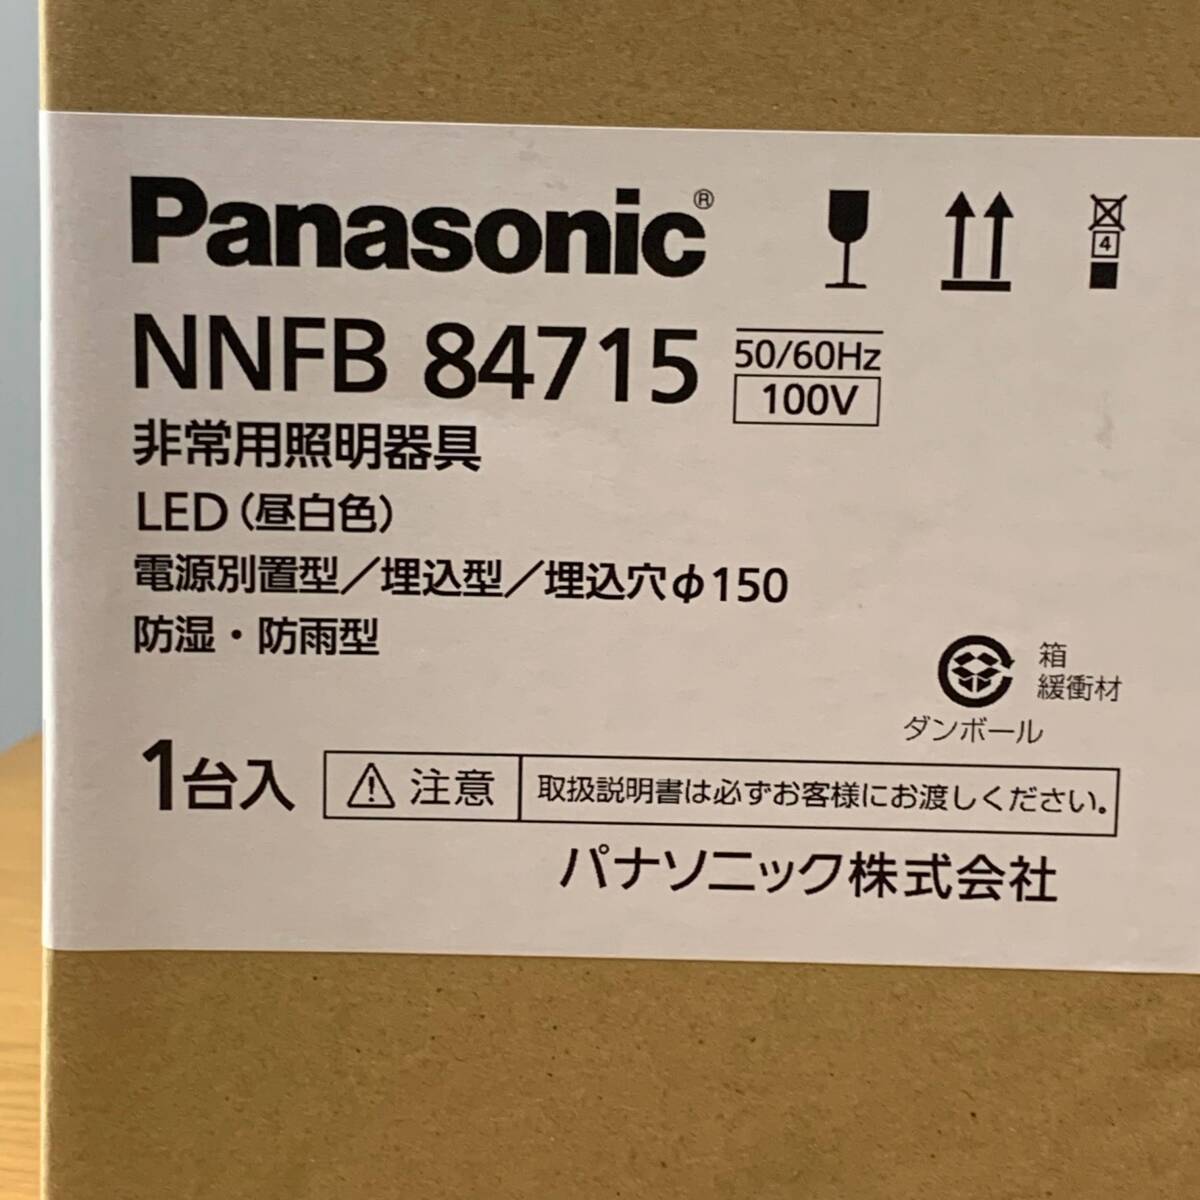 Panasonic®
4
NNFB 84715
50/60Hz
100V
非常用照明器具
LED（昼白色）
電源別置型／埋込型／埋込穴φ150
防湿・防雨型
箱
緩衝材
ダンボール
1台入
注意
取扱説明書は必ずお客様にお渡しください。
パナソニック株式会社